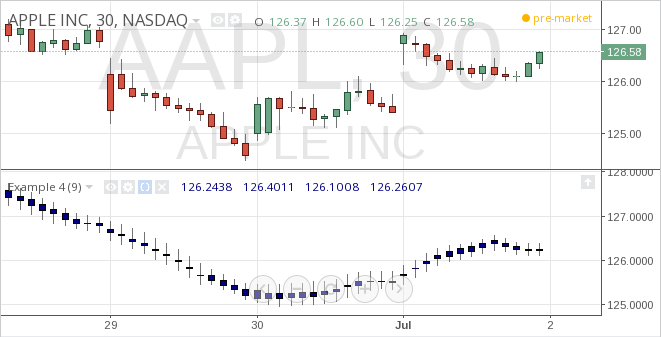 APPLE INC, 30, NASDAQ O 126.37 H 126.60 L 126.25 C 126.58
pre-market
AAPL, 30
APPLE INC
127.00
126.58
126.00
125.00
128.0000
Example 4 (9) 126.2438 126.4011 126.1008 126.2607
127.0000
126.0000
125.0000
29 30 Jul 2